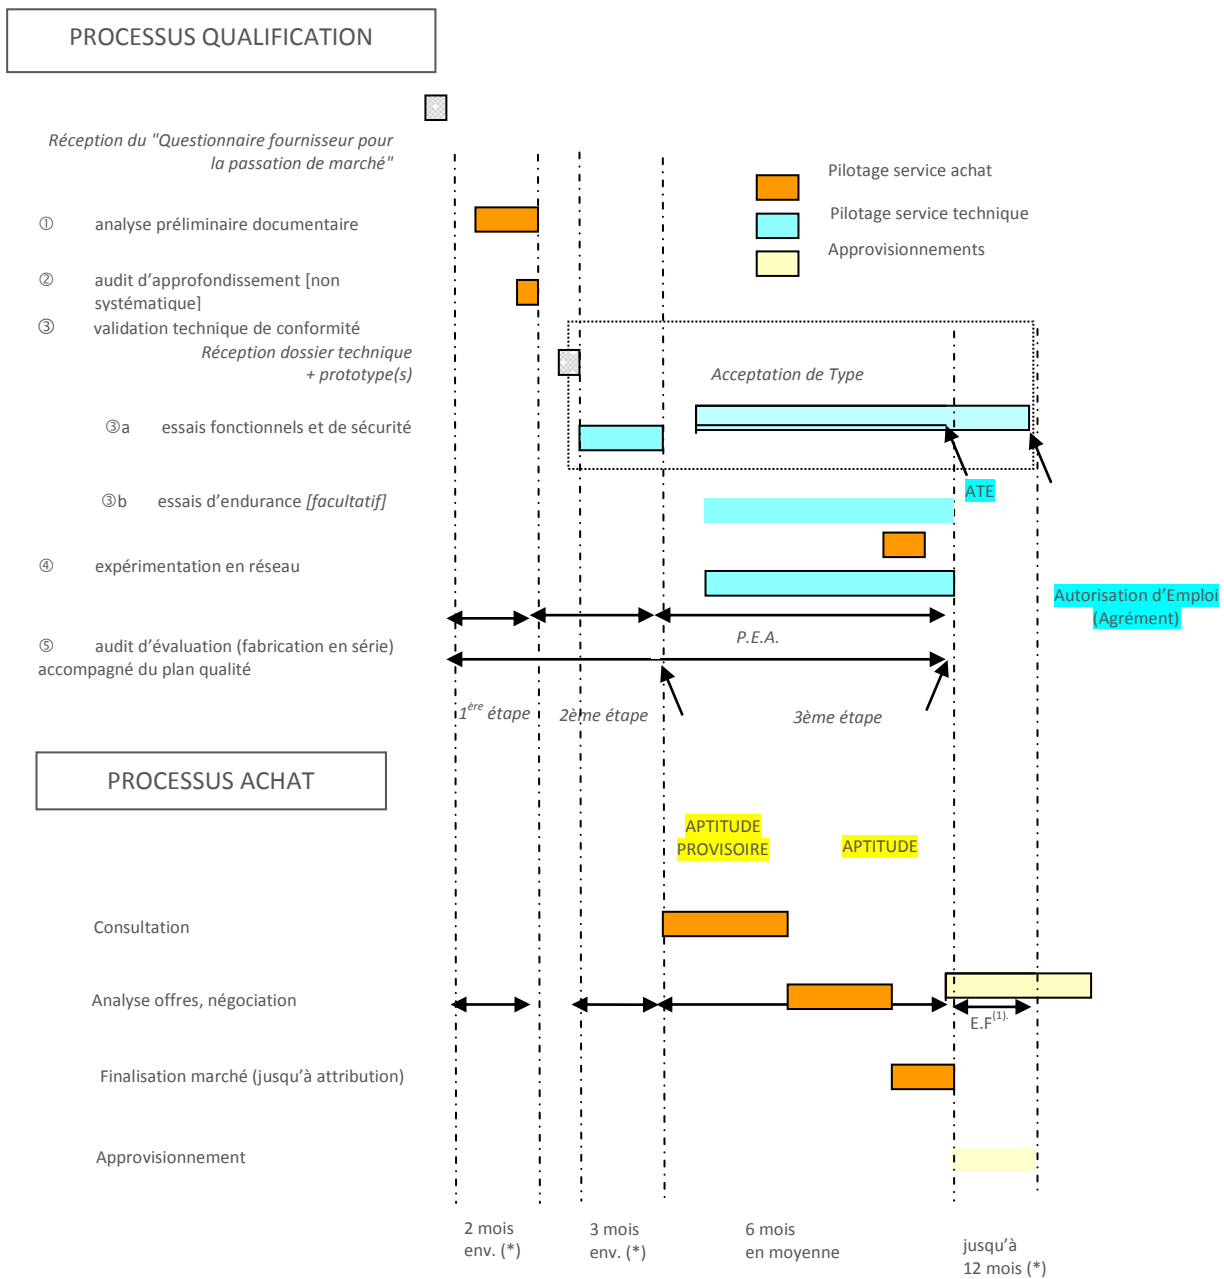 PROCESSUS QUALIFICATION
Réception du "Questionnaire fournisseur pour
la passation de marché"
Pilotage service achat
Pilotage service technique
Approvisionnements
① analyse préliminaire documentaire
② audit d'approfondissement [non
systématique]
③ validation technique de conformité
Réception dossier technique
+ prototype(s)
Acceptation de Type
③a essais fonctionnels et de sécurité
ATE
③b essais d'endurance [facultatif]
④ expérimentation en réseau
Autorisation d'Emploi
(Agrément)
P.E.A.
⑤ audit d'évaluation (fabrication en série)
accompagné du plan qualité
1ère étape 2ème étape 3ème étape
PROCESSUS ACHAT
APTITUDE
PROVISOIRE
APTITUDE
Consultation
Analyse offres, négociation
E.F(1).
Finalisation marché (jusqu'à attribution)
Approvisionnement
2 mois
env. (*)
3 mois
env. (*)
6 mois
en moyenne
jusqu'à
12 mois (*)